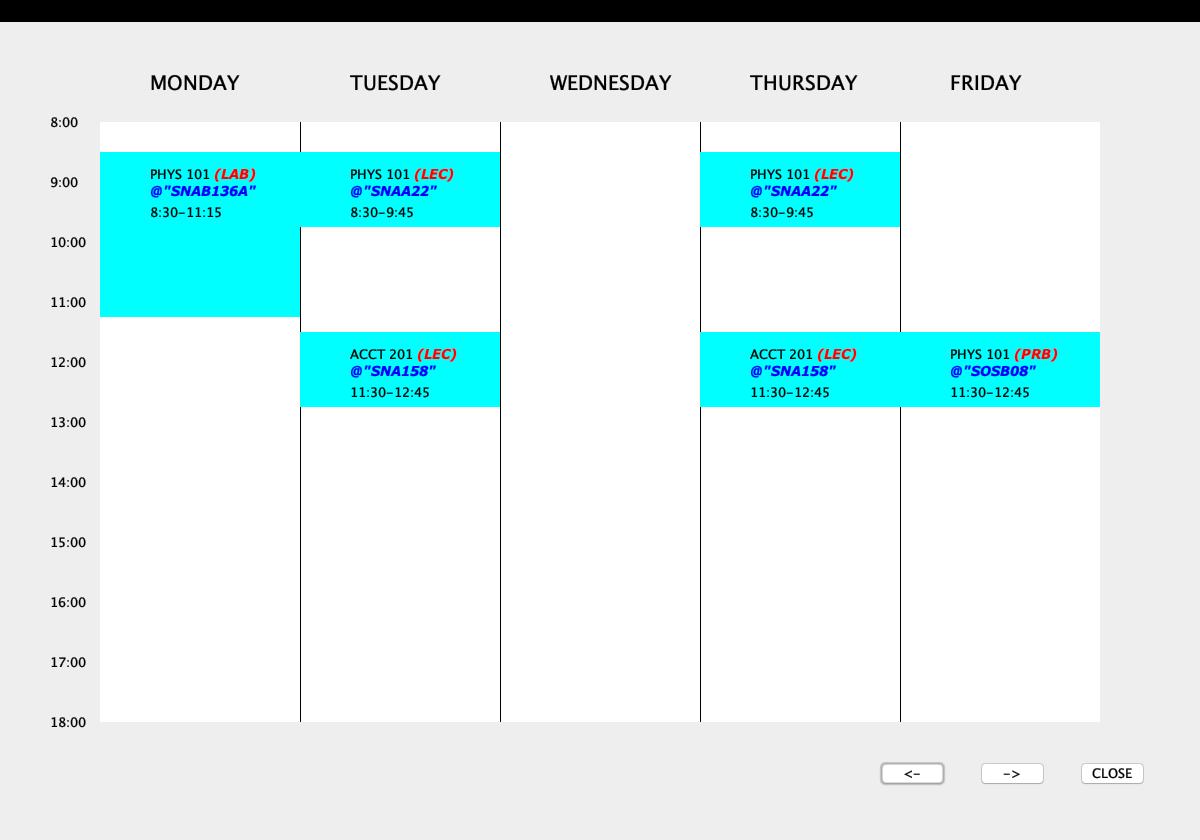 MONDAY TUESDAY WEDNESDAY THURSDAY FRIDAY
8:00
PHYS 101 (LAB) PHYS 101 (LEC) PHYS 101 (LEC)
9:00 @"SNAB136A" @"SNAA22" @"SNAA22"
8:30-11:15 8:30-9:45 8:30-9:45
10:00
11:00
ACCT 201 (LEC) ACCT 201 (LEC) PHYS 101 (PRB)
12:00 @"SNA158" @"SNA158" @"SOSB08"
11:30-12:45 11:30-12:45 11:30-12:45
13:00
14:00
15:00
16:00
17:00
18:00
<- -> CLOSE